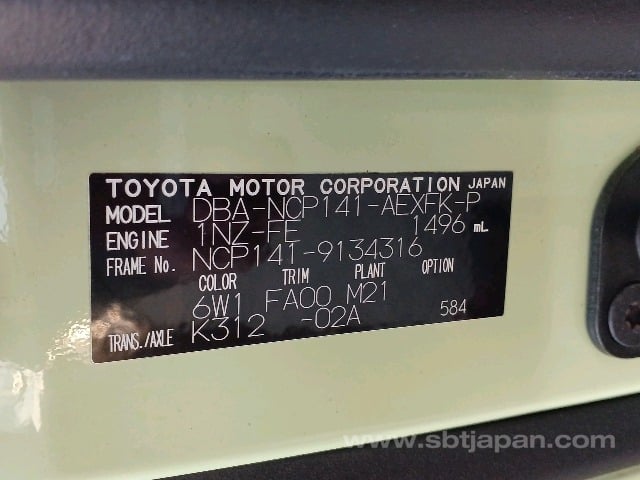 TOYOTA MOTOR CORPORATION JAPAN
MODEL DBA-NCP141-AEXFK-P
ENGINE 1NZ-FE 1496 mL
FRAME No. NCP141-9134316
COLOR TRIM PLANT OPTION
6W1 FA00 M21
TRANS./AXLE K312 -02A 584
www.sbtjapan.com